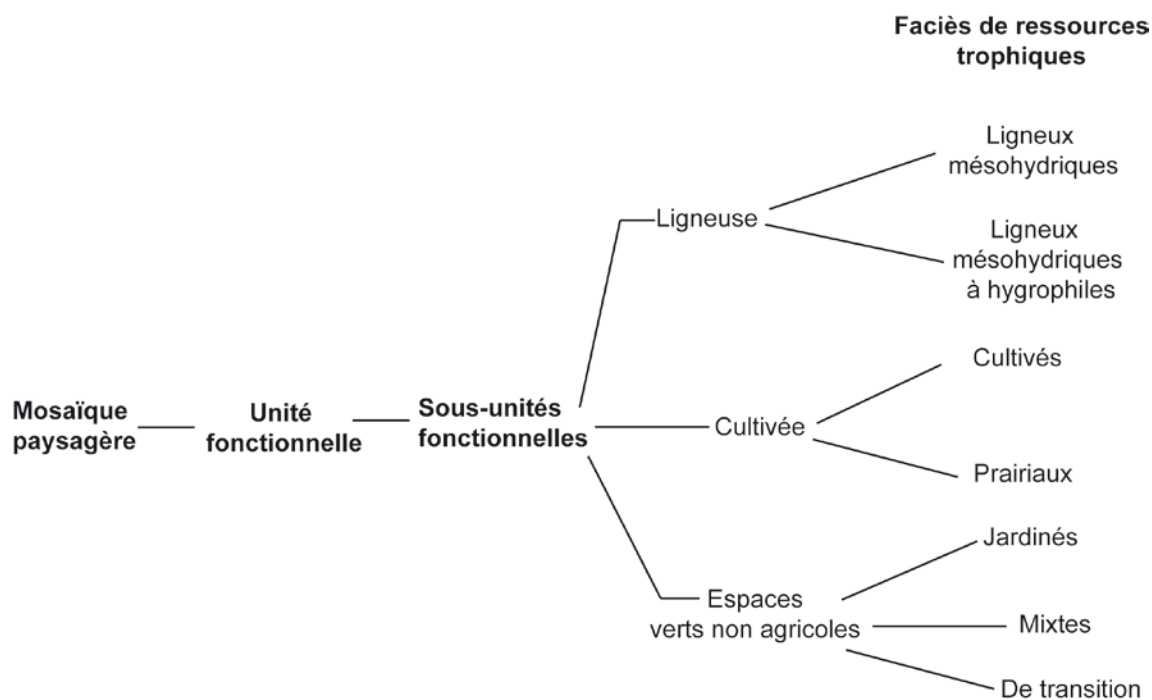 Faciès de ressources
trophiques
Ligneux
mésohydriques
Ligneuse
Ligneux
mésohydriques
à hygrophiles
Cultivés
Mosaïque
paysagère
Unité
fonctionnelle
Sous-unités
fonctionnelles
Cultivée
Prairiaux
Jardinés
Espaces
verts non agricoles
Mixtes
De transition